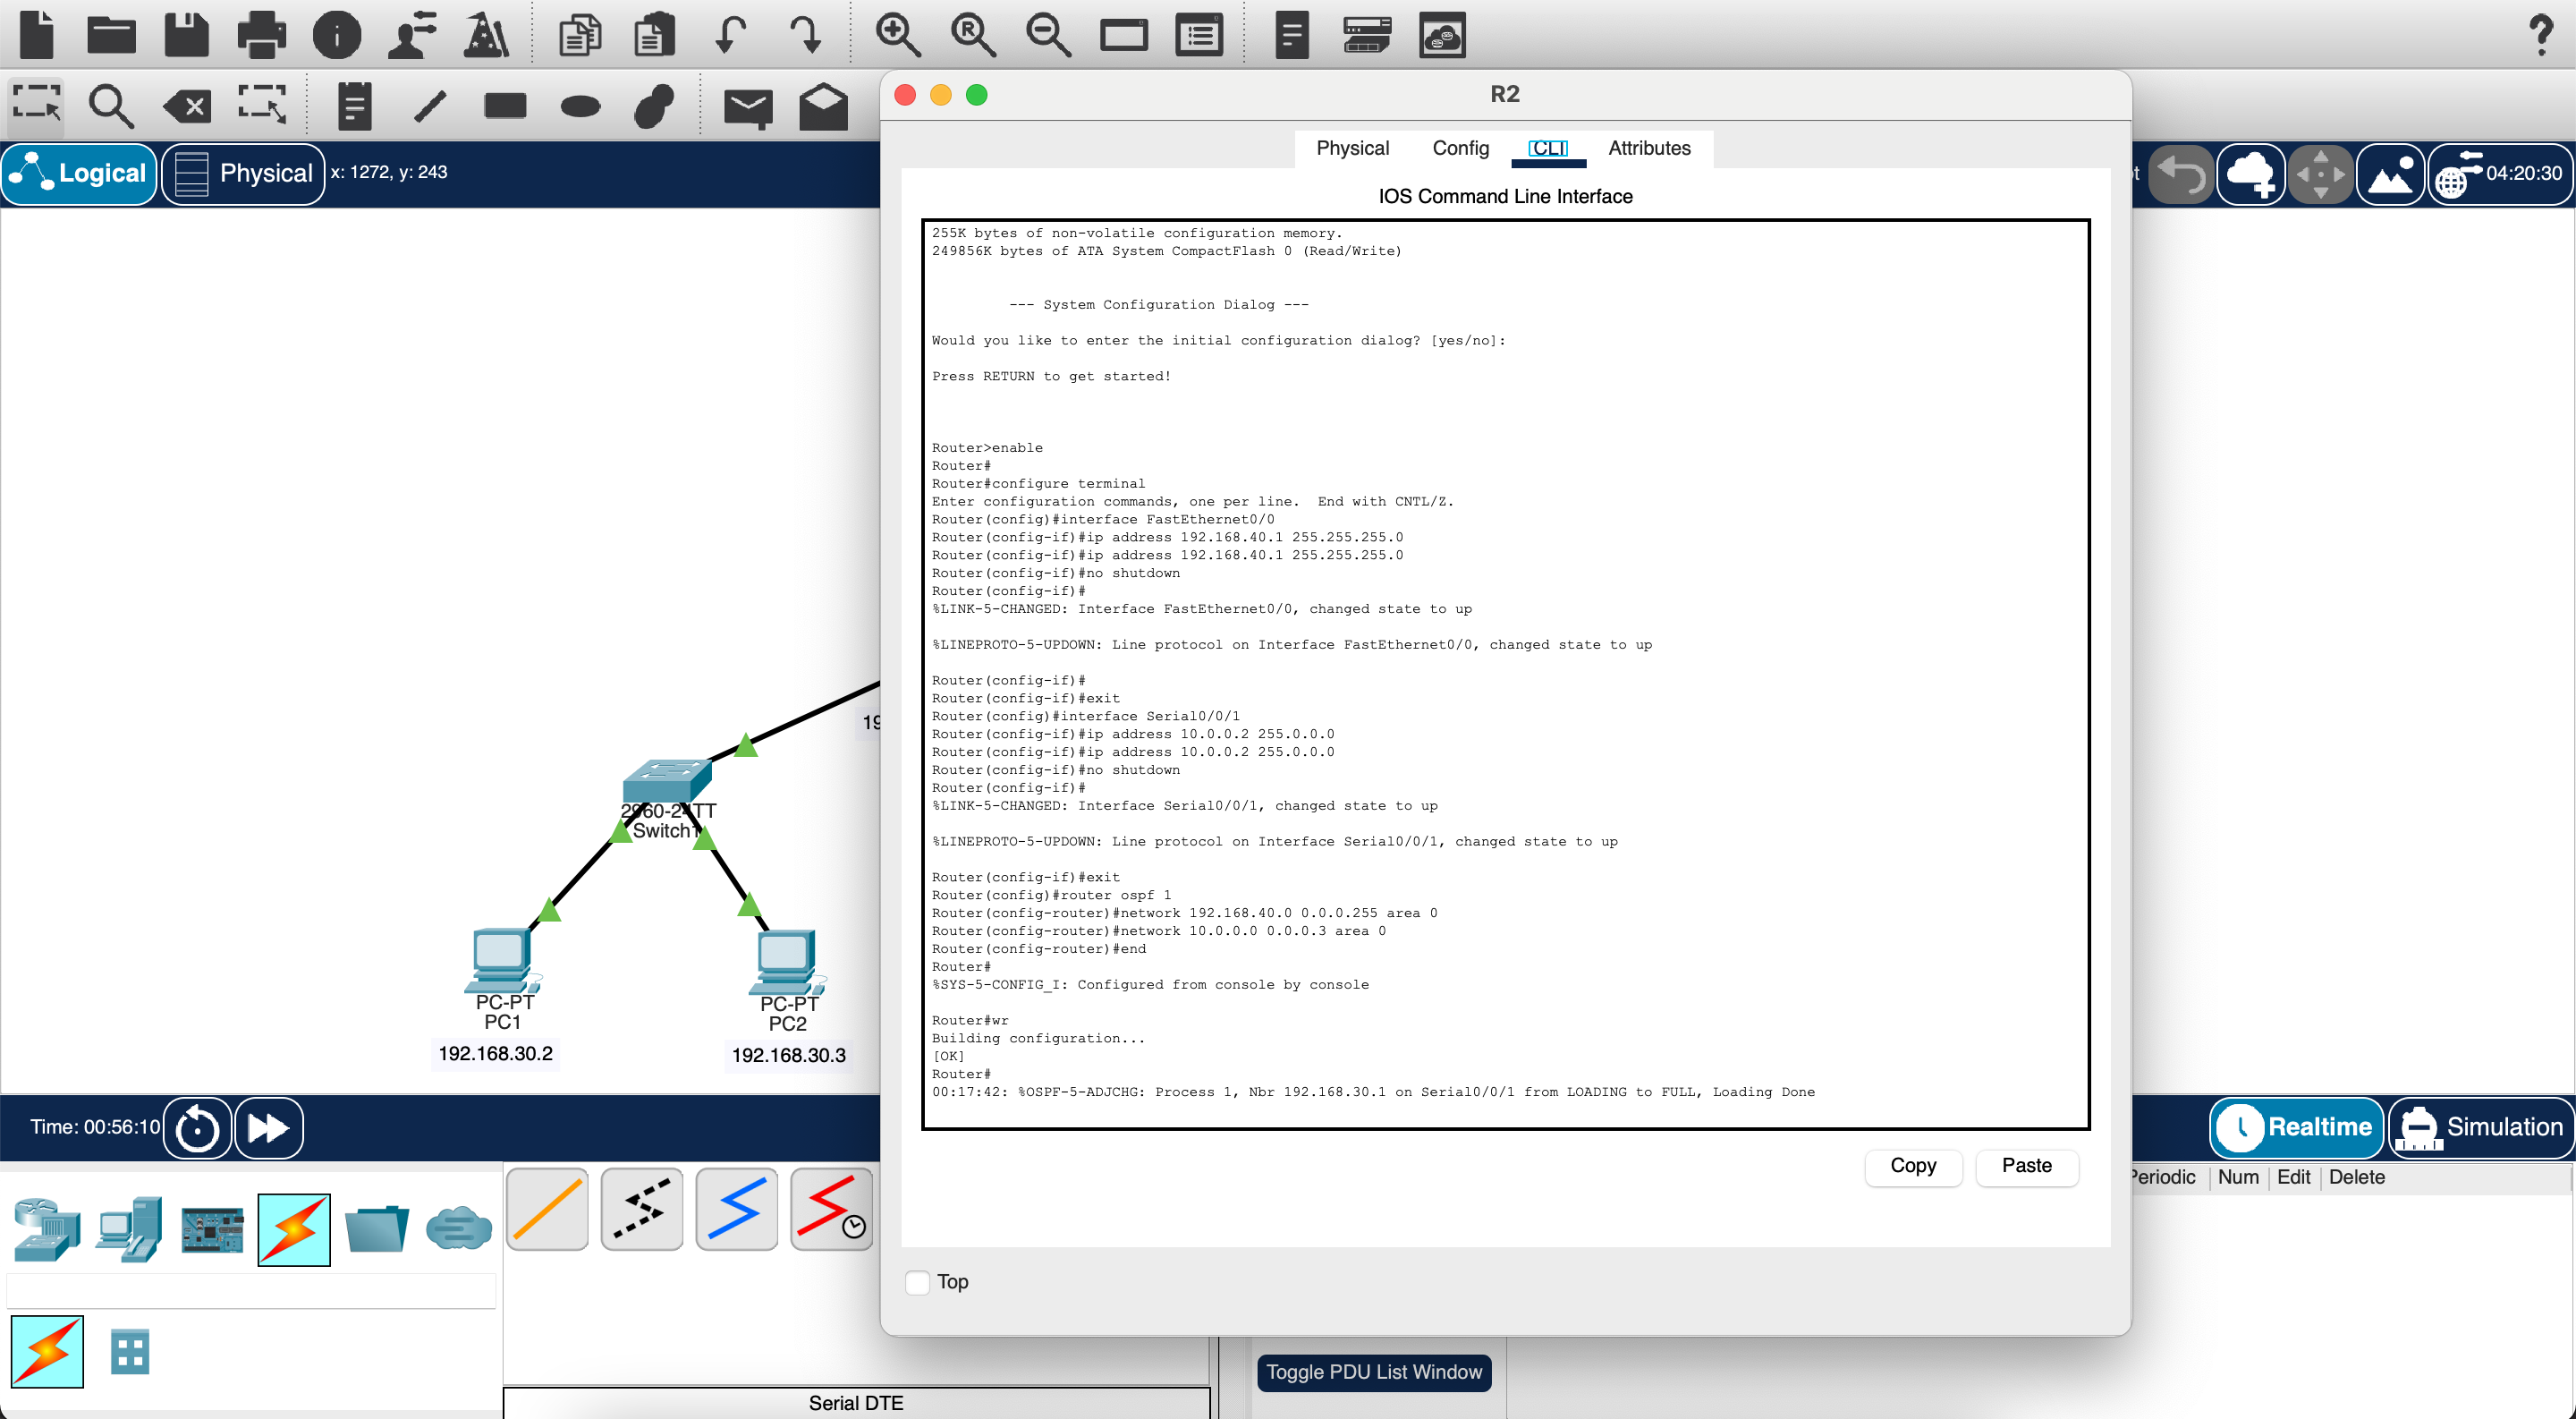 R2
Physical
Config
CLI
Attributes
IOS Command Line Interface
Logical
Physical
x: 1272, y: 243
04:20:30
255K bytes of non-volatile configuration memory.
249856K bytes of ATA System CompactFlash 0 (Read/Write)
--- System Configuration Dialog ---
Would you like to enter the initial configuration dialog? [yes/no]:
Press RETURN to get started!
Router>enable
Router#
Router#configure terminal
Enter configuration commands, one per line.  End with CNTL/Z.
Router(config)#interface FastEthernet0/0
Router(config-if)#ip address 192.168.40.1 255.255.255.0
Router(config-if)#ip address 192.168.40.1 255.255.255.0
Router(config-if)#no shutdown
Router(config-if)#
%LINK-5-CHANGED: Interface FastEthernet0/0, changed state to up
%LINEPROTO-5-UPDOWN: Line protocol on Interface FastEthernet0/0, changed state to up
Router(config-if)#
Router(config-if)#exit
Router(config)#interface Serial0/0/1
Router(config-if)#ip address 10.0.0.2 255.0.0.0
Router(config-if)#ip address 10.0.0.2 255.0.0.0
Router(config-if)#no shutdown
Router(config-if)#
%LINK-5-CHANGED: Interface Serial0/0/1, changed state to up
%LINEPROTO-5-UPDOWN: Line protocol on Interface Serial0/0/1, changed state to up
Router(config-if)#exit
Router(config)#router ospf 1
Router(config-router)#network 192.168.40.0 0.0.0.255 area 0
Router(config-router)#network 10.0.0.0 0.0.0.3 area 0
Router(config-router)#end
Router#
%SYS-5-CONFIG_I: Configured from console by console
Router#wr
Building configuration...
[OK]
Router#
00:17:42: %OSPF-5-ADJCHG: Process 1, Nbr 192.168.30.1 on Serial0/0/1 from LOADING to FULL, Loading Done
Copy
Paste
Top
19
2960-24TT
Switch1
PC-PT
PC1
192.168.30.2
PC-PT
PC2
192.168.30.3
Time: 00:56:10
Realtime
Simulation
Periodic
Num
Edit
Delete
Toggle PDU List Window
Serial DTE